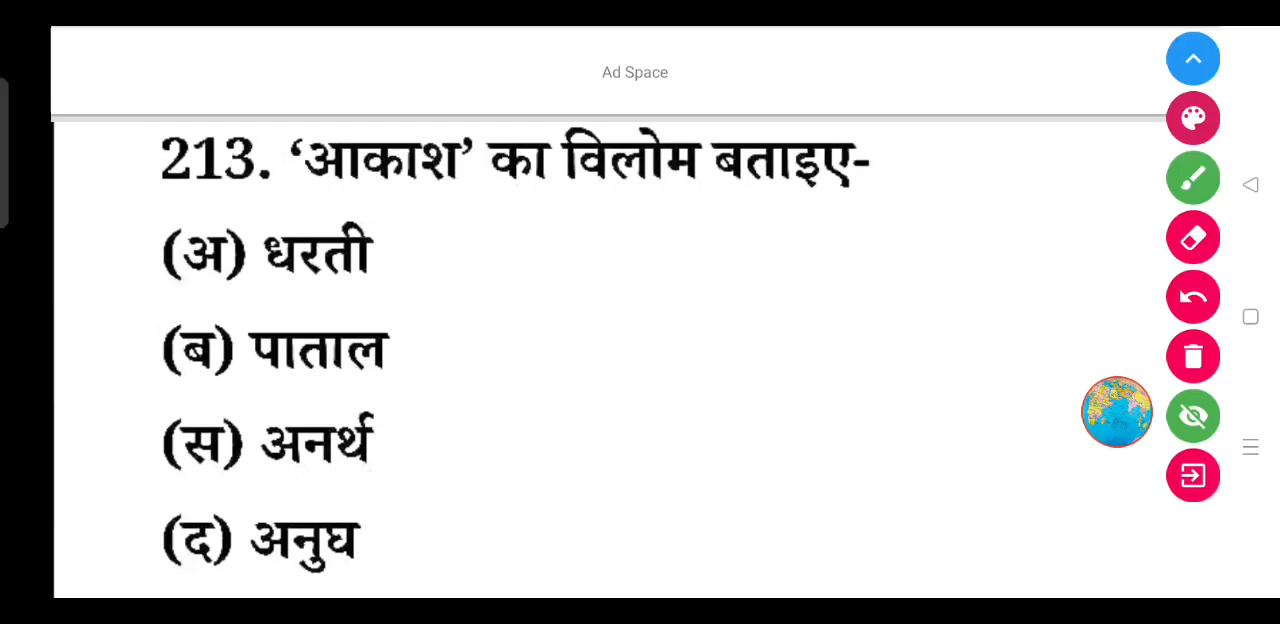 Ad Space
213. ‘आकाश’ का विलोम बताइए-
(अ) धरती
(ब) पाताल
(स) अनर्थ
(द) अनुघ